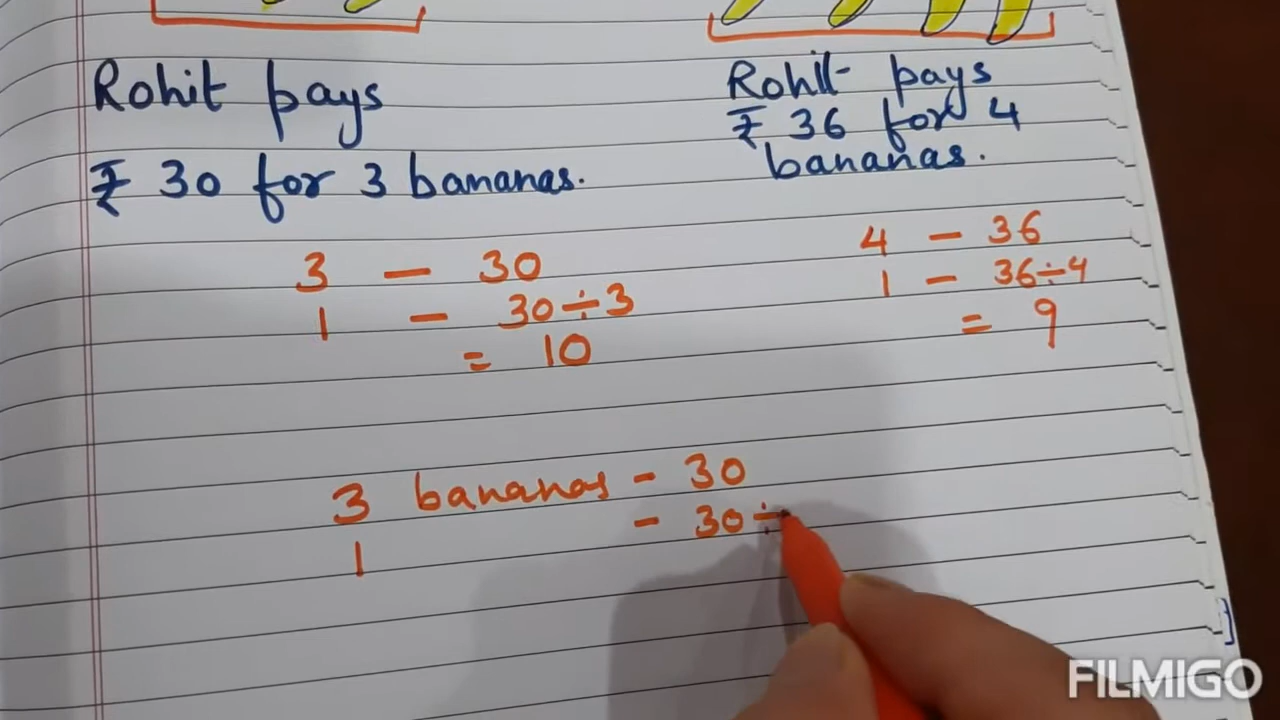 Rohit pays
₹ 30 for 3 bananas.
3 - 30
1 - 30÷3
= 10
Rohit pays
₹ 36 for 4
bananas.
4 - 36
1 - 36÷4
= 9
3 bananas - 30
1 - 30÷
FILMIGO